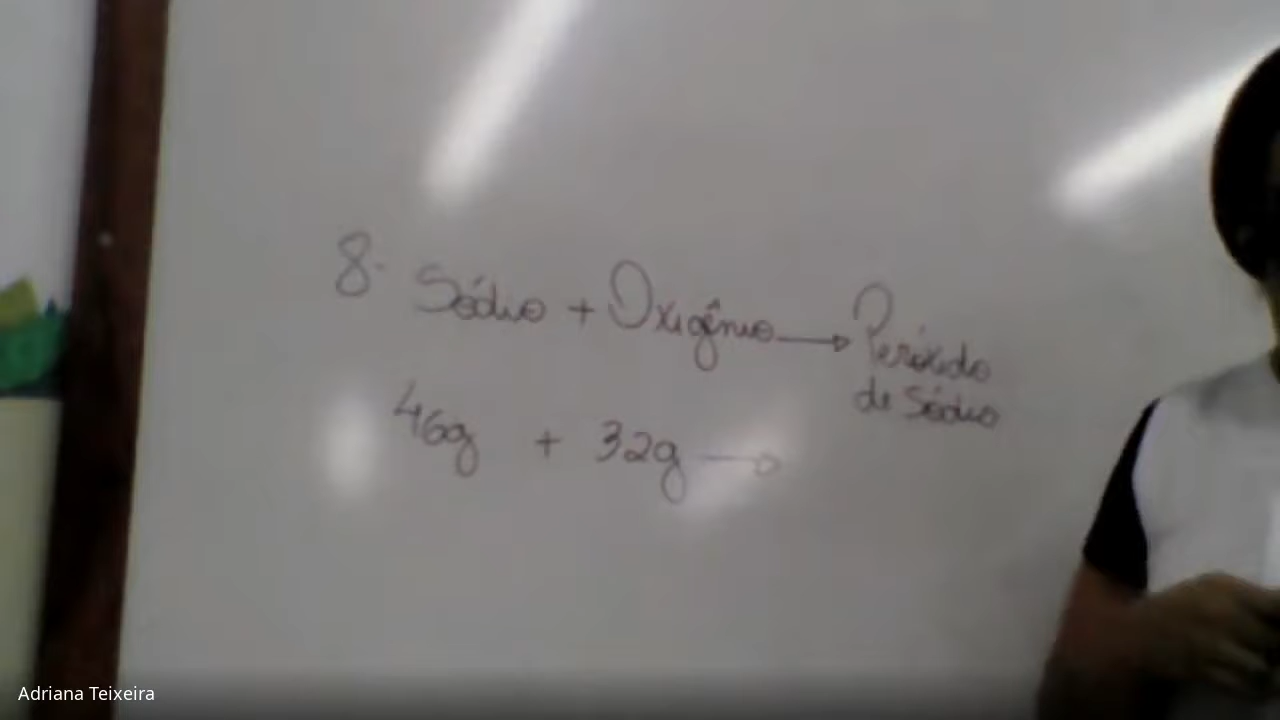 8. Sódio + Oxigênio → Peróxido
de Sódio
46g + 32g →
Adriana Teixeira